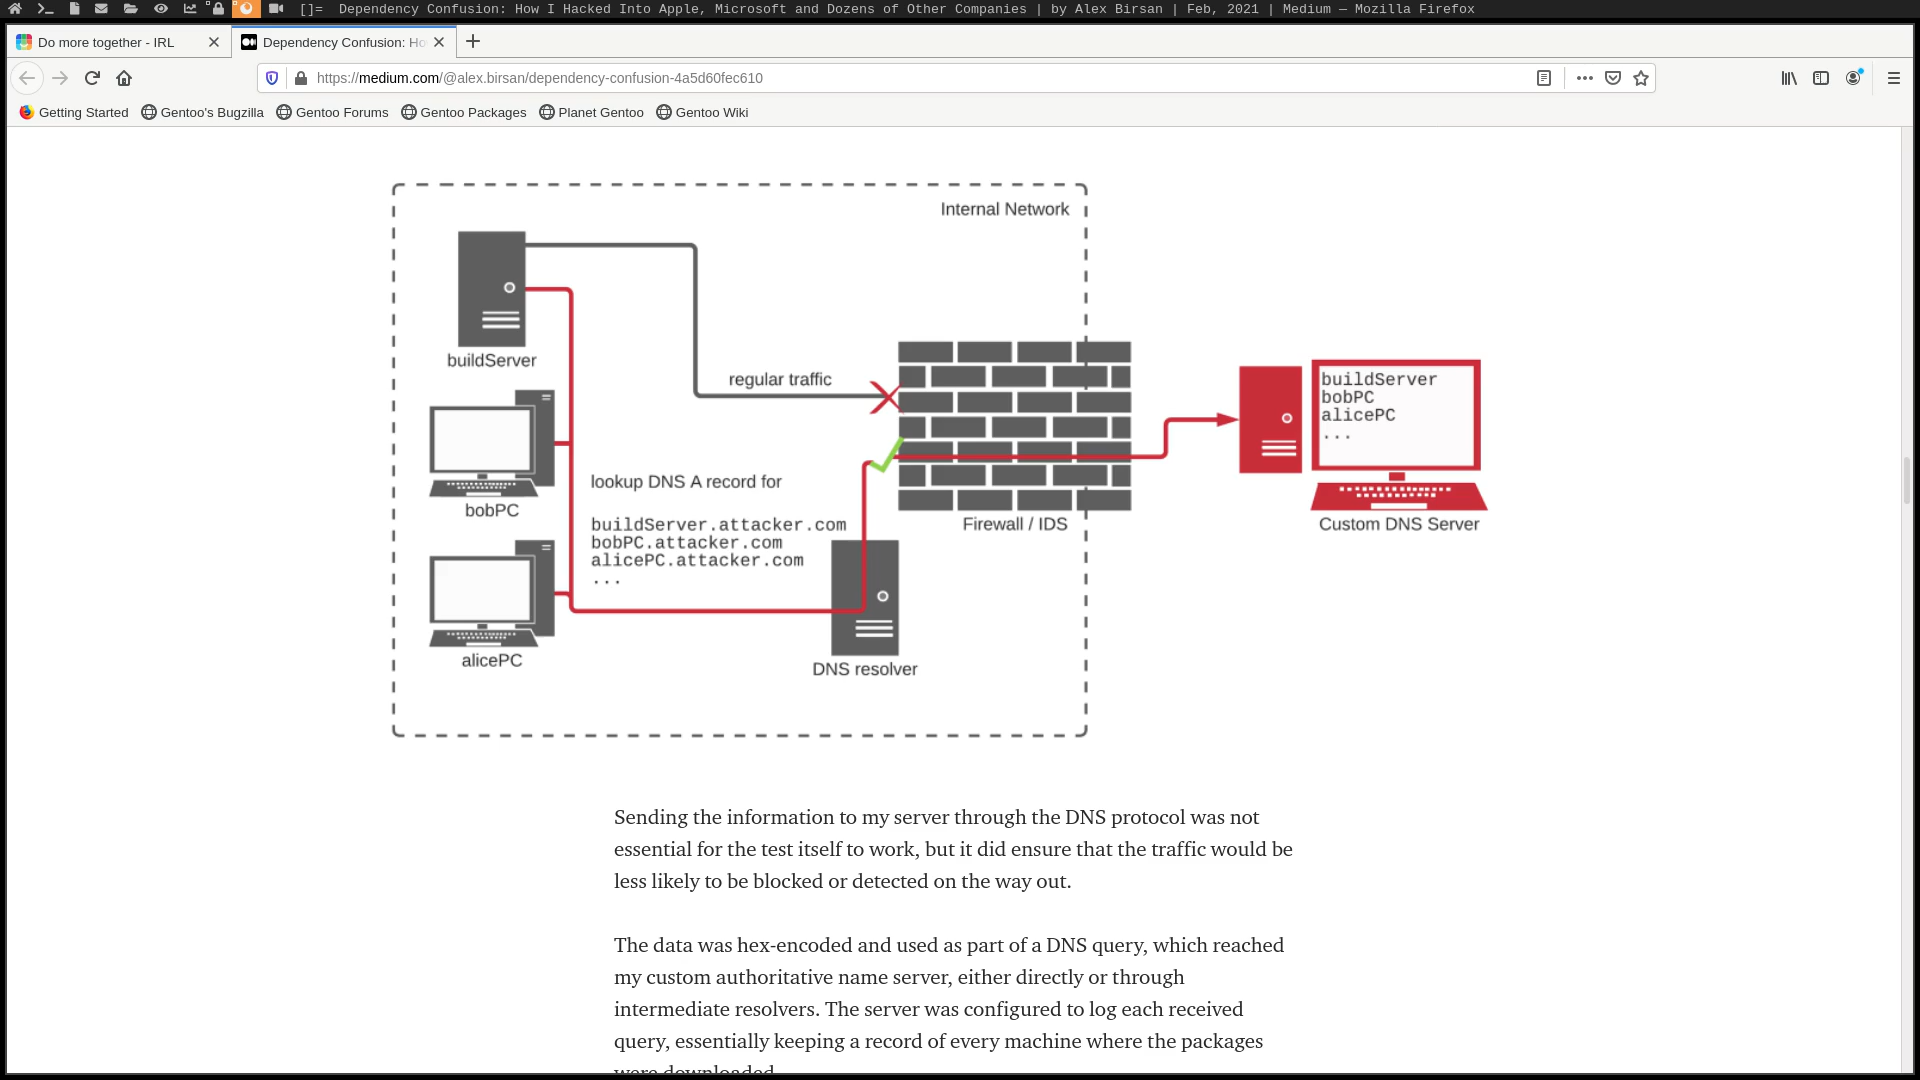 []= Dependency Confusion: How I Hacked Into Apple, Microsoft and Dozens of Other Companies | by Alex Birsan | Feb, 2021 | Medium — Mozilla Firefox
Do more together - IRL
Dependency Confusion: Ho
https://medium.com/@alex.birsan/dependency-confusion-4a5d60fec610
Getting Started Gentoo's Bugzilla Gentoo Forums Gentoo Packages Planet Gentoo Gentoo Wiki
Internal Network
buildServer
regular traffic
buildServer
bobPC
alicePC
...
bobPC
lookup DNS A record for
buildServer.attacker.com
bobPC.attacker.com
alicePC.attacker.com
...
Firewall / IDS
Custom DNS Server
alicePC
DNS resolver
Sending the information to my server through the DNS protocol was not
essential for the test itself to work, but it did ensure that the traffic would be
less likely to be blocked or detected on the way out.
The data was hex-encoded and used as part of a DNS query, which reached
my custom authoritative name server, either directly or through
intermediate resolvers. The server was configured to log each received
query, essentially keeping a record of every machine where the packages
were downloaded